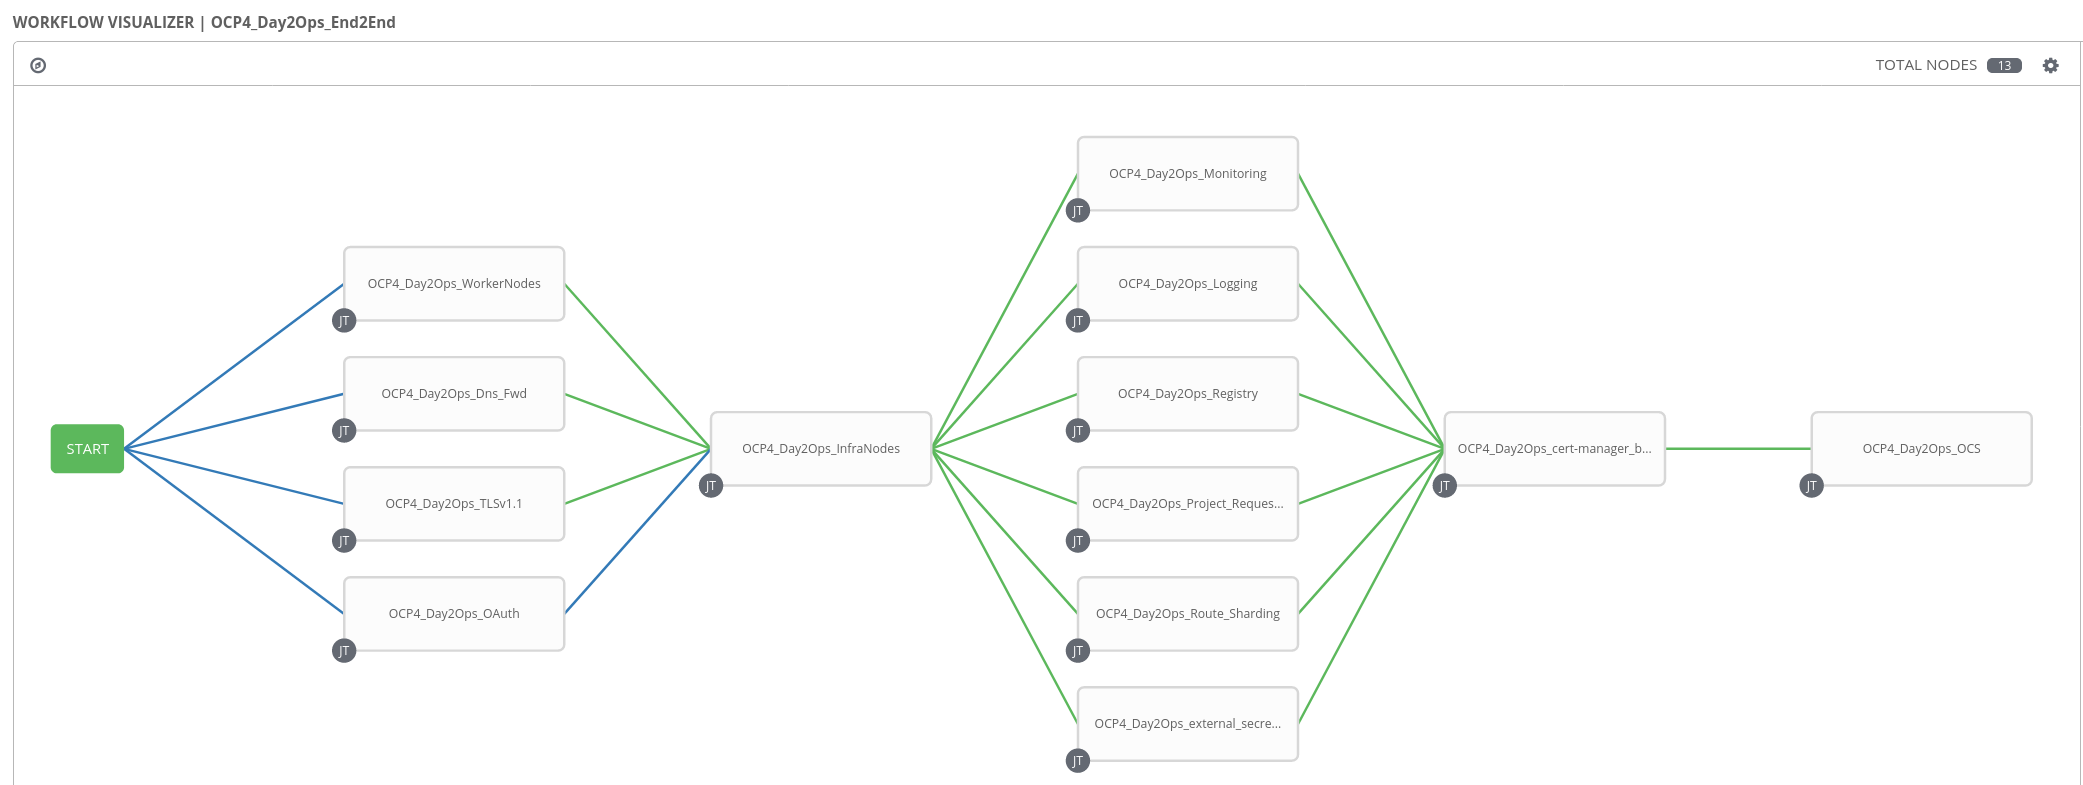 WORKFLOW VISUALIZER | OCP4_Day2Ops_End2End
TOTAL NODES 13
START
OCP4_Day2Ops_WorkerNodes
JT
OCP4_Day2Ops_Dns_Fwd
JT
OCP4_Day2Ops_TLSv1.1
JT
OCP4_Day2Ops_OAuth
JT
OCP4_Day2Ops_InfraNodes
JT
OCP4_Day2Ops_Monitoring
JT
OCP4_Day2Ops_Logging
JT
OCP4_Day2Ops_Registry
JT
OCP4_Day2Ops_Project_Reques...
JT
OCP4_Day2Ops_Route_Sharding
JT
OCP4_Day2Ops_external_secre...
JT
OCP4_Day2Ops_cert-manager_b...
JT
OCP4_Day2Ops_OCS
JT